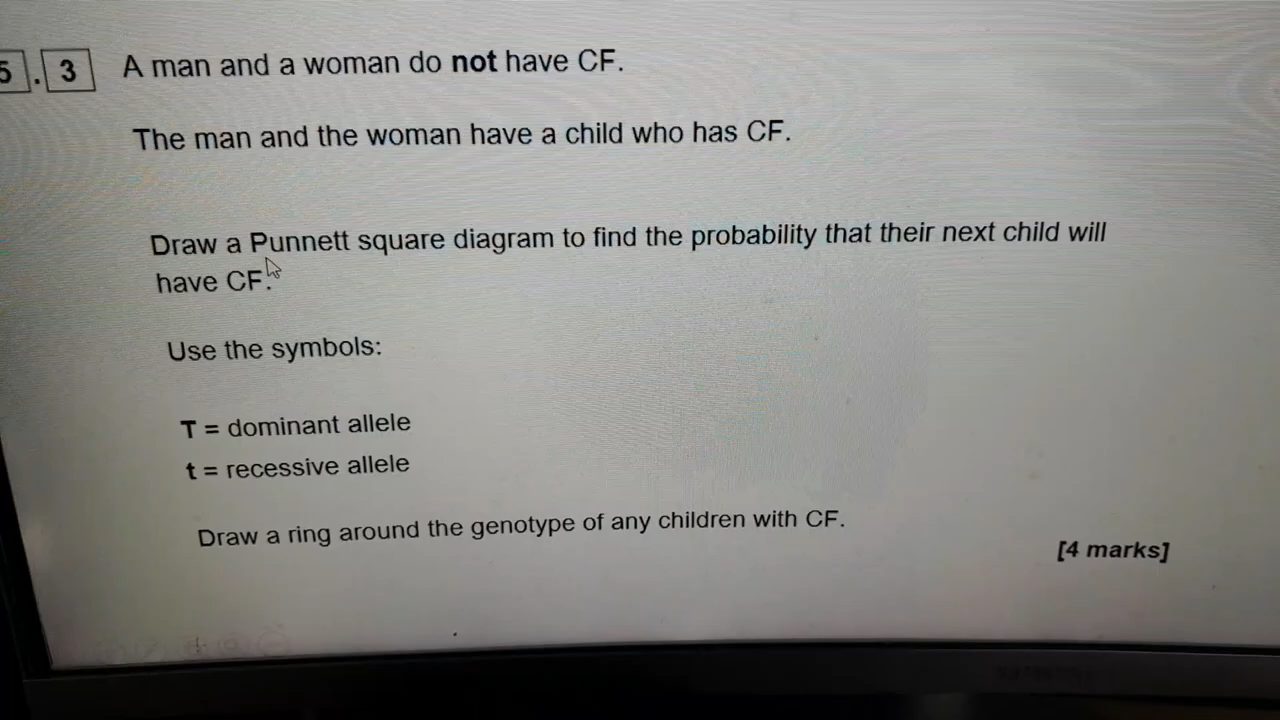 5.3 A man and a woman do not have CF.
The man and the woman have a child who has CF.
Draw a Punnett square diagram to find the probability that their next child will
have CF.
Use the symbols:
T = dominant allele
t = recessive allele
Draw a ring around the genotype of any children with CF.
[4 marks]